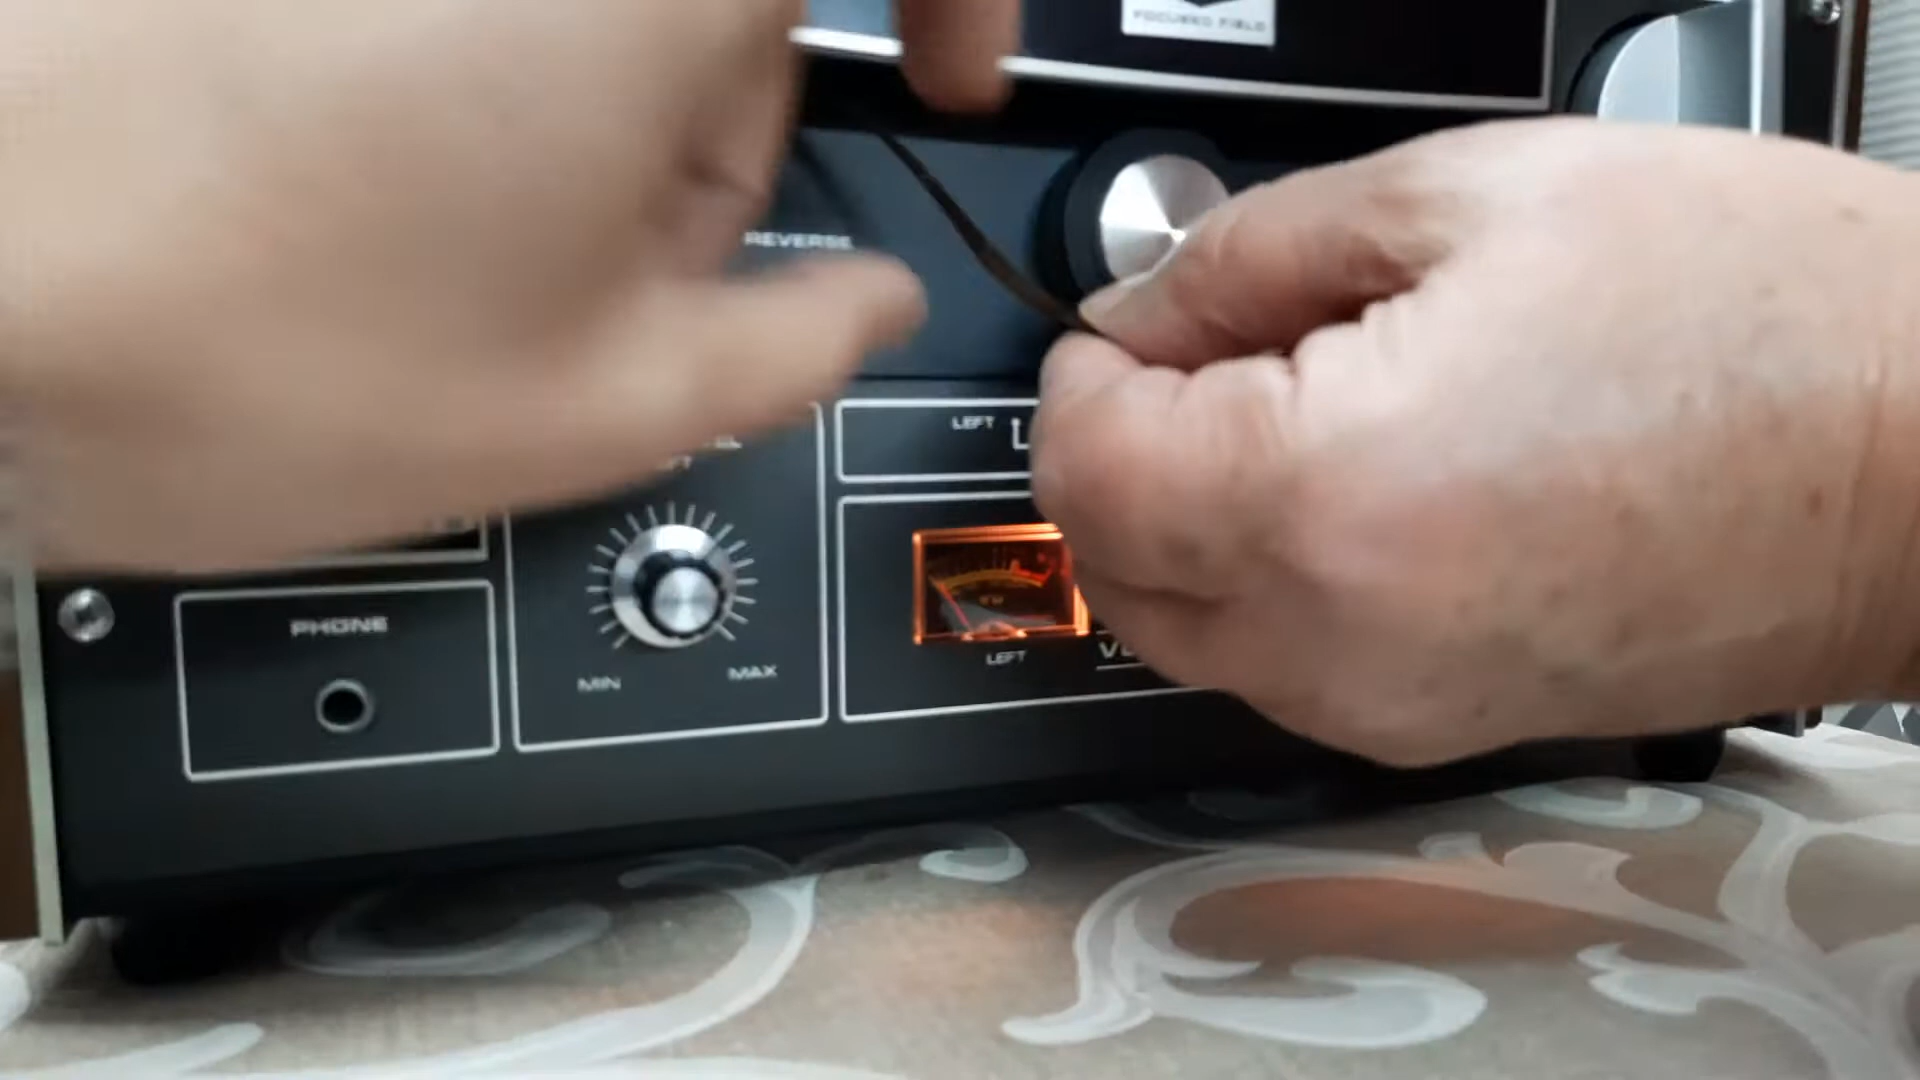 FOCUSED FIELD
REVERSE
LEFT
PHONE
LEFT
MIN
MAX